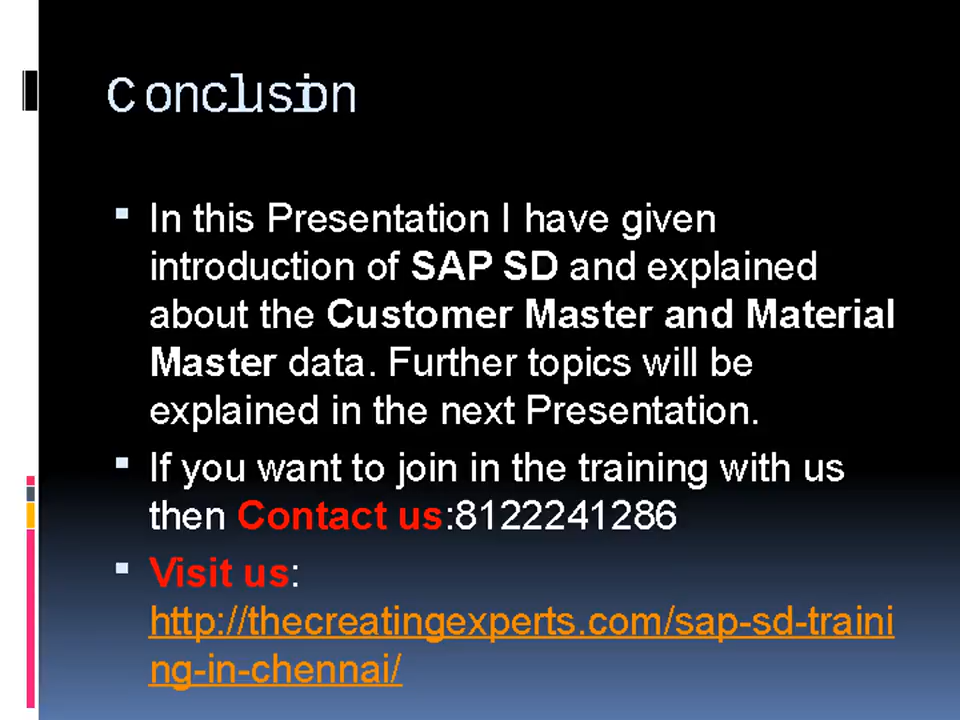 Conclusion
In this Presentation I have given
introduction of SAP SD and explained
about the Customer Master and Material
Master data. Further topics will be
explained in the next Presentation.
If you want to join in the training with us
then Contact us:8122241286
Visit us:
http://thecreatingexperts.com/sap-sd-traini
ng-in-chennai/